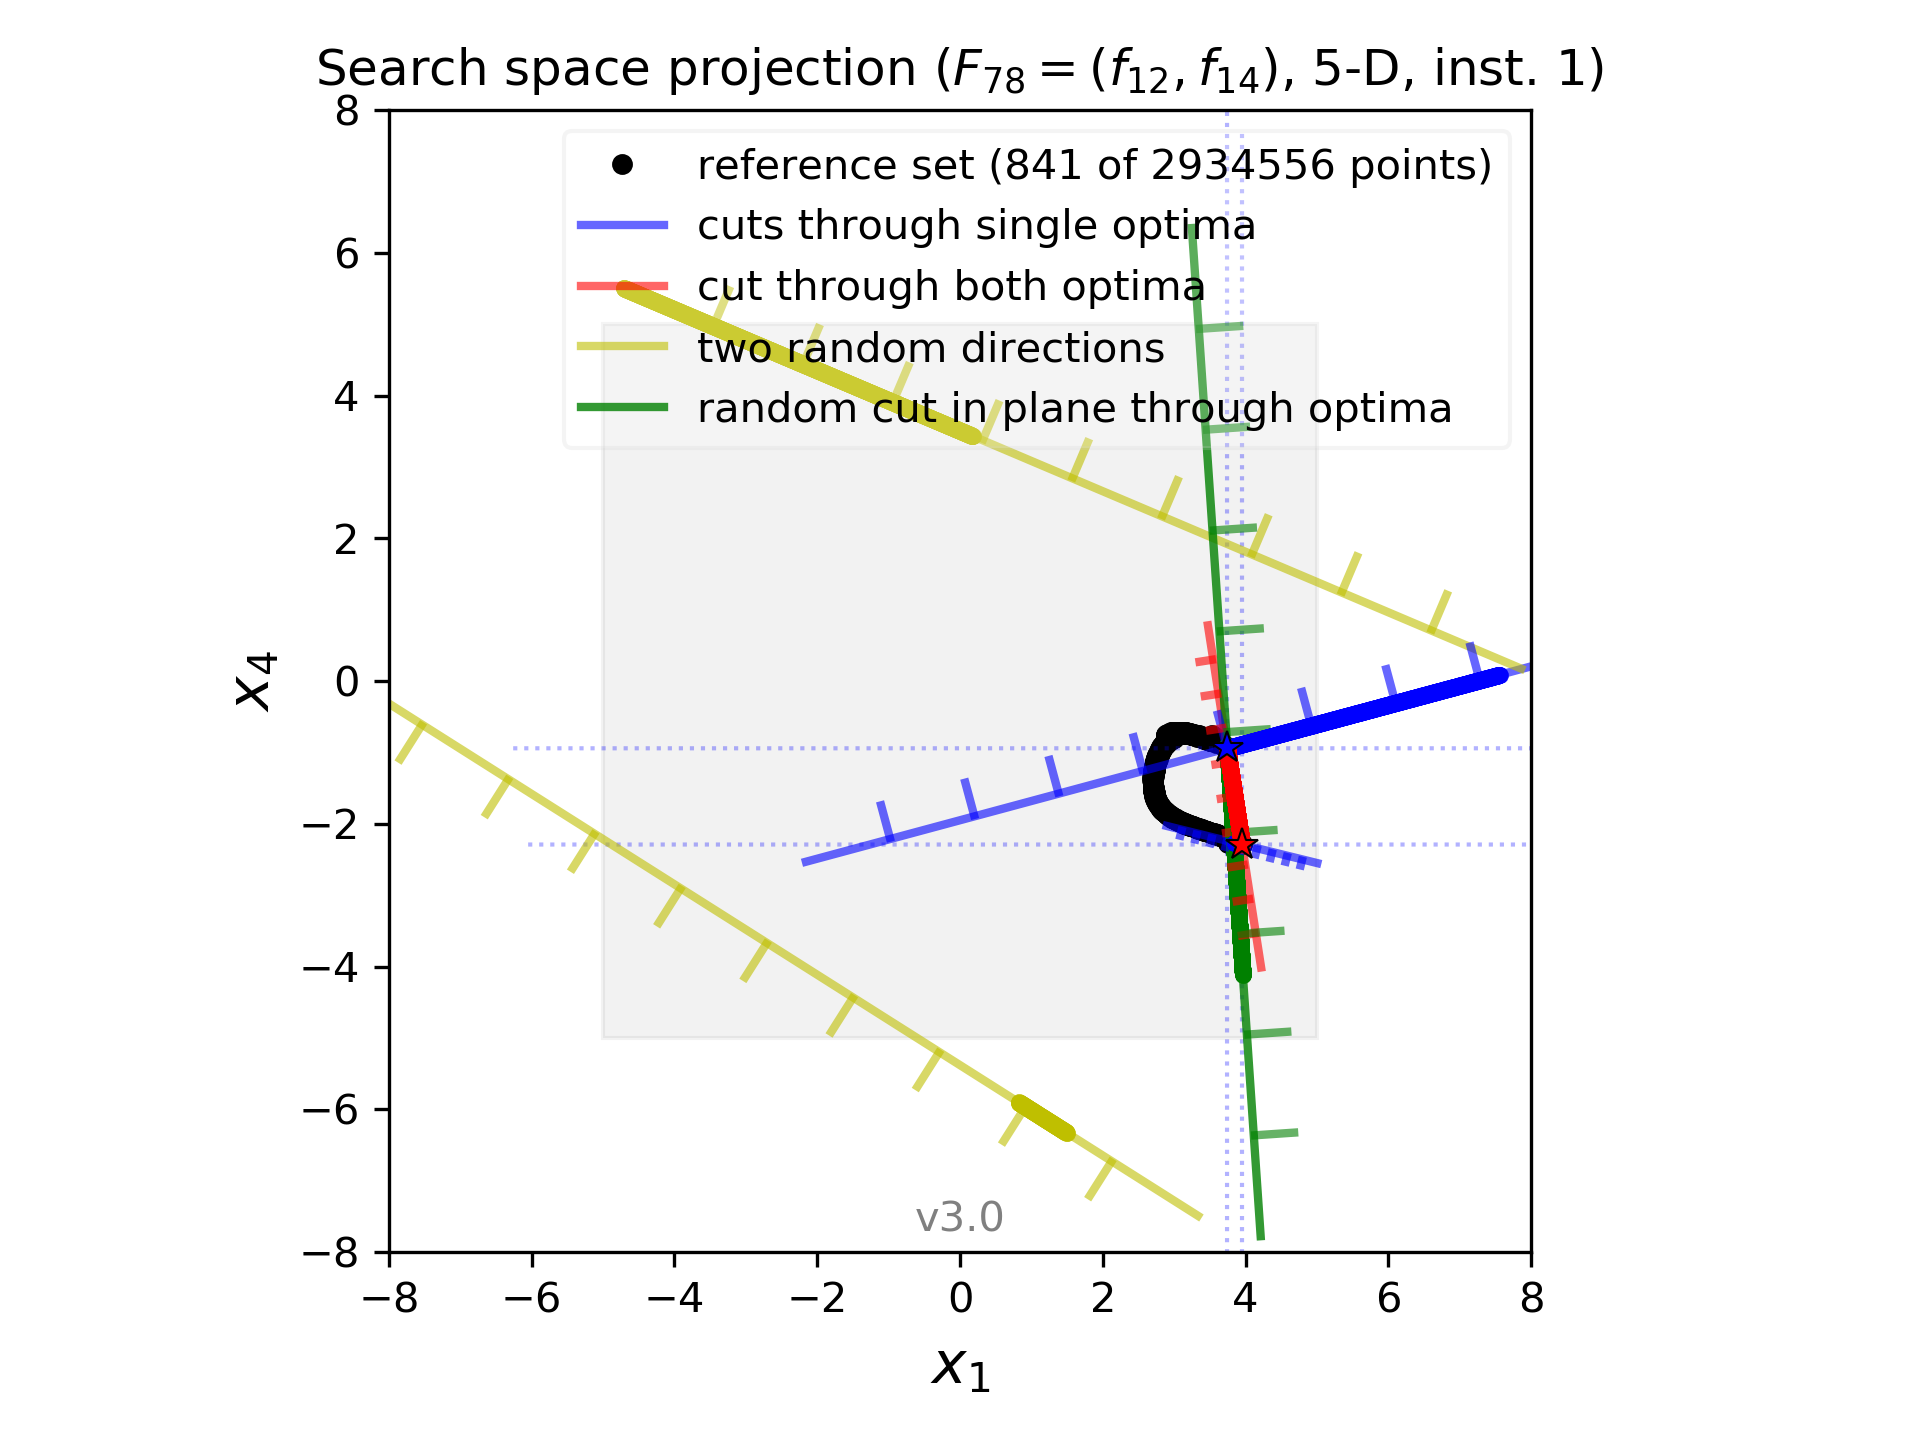 Search space projection (F₇₈ = (f₁₂, f₁₄), 5-D, inst. 1)
reference set (841 of 2934556 points)
cuts through single optima
cut through both optima
two random directions
random cut in plane through optima
8
6
4
2
0
−2
−4
−6
−8
x₄
v3.0
−8 −6 −4 −2 0 2 4 6 8
x₁